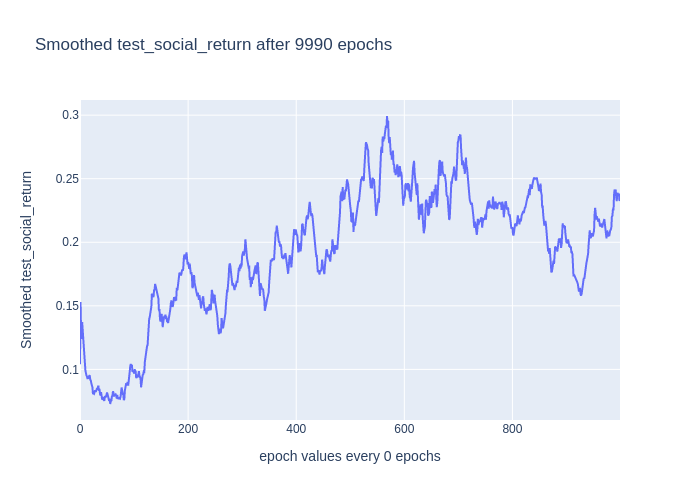 Smoothed test_social_return after 9990 epochs
0.3
0.25
0.2
0.15
0.1
Smoothed test_social_return
0 200 400 600 800
epoch values every 0 epochs